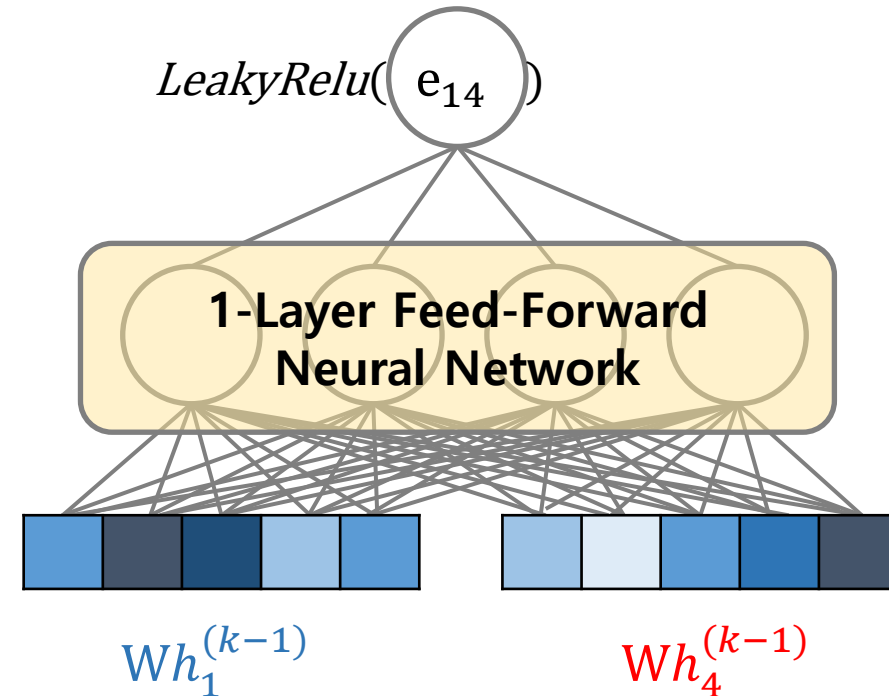 LeakyRelu( e₁₄ )
1-Layer Feed-Forward
Neural Network
Wh₁⁽ᵏ⁻¹⁾ Wh₄⁽ᵏ⁻¹⁾